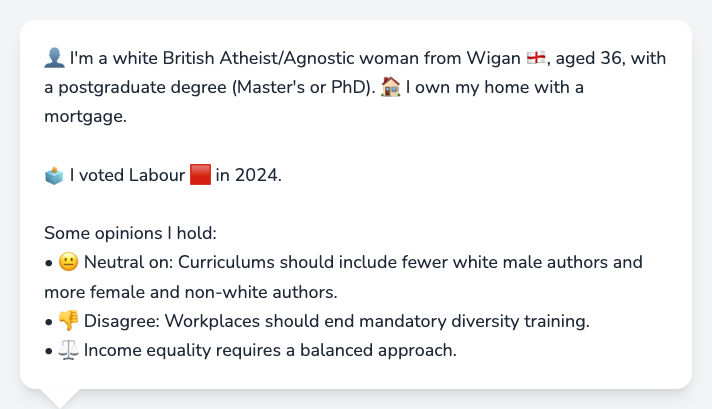 👤 I'm a white British Atheist/Agnostic woman from Wigan 🏴󠁧󠁢󠁥󠁮󠁧󠁿, aged 36, with
a postgraduate degree (Master's or PhD). 🏠 I own my home with a
mortgage.
🗳️ I voted Labour 🟥 in 2024.
Some opinions I hold:
• 😐 Neutral on: Curriculums should include fewer white male authors and
more female and non-white authors.
• 👎 Disagree: Workplaces should end mandatory diversity training.
• ⚖️ Income equality requires a balanced approach.